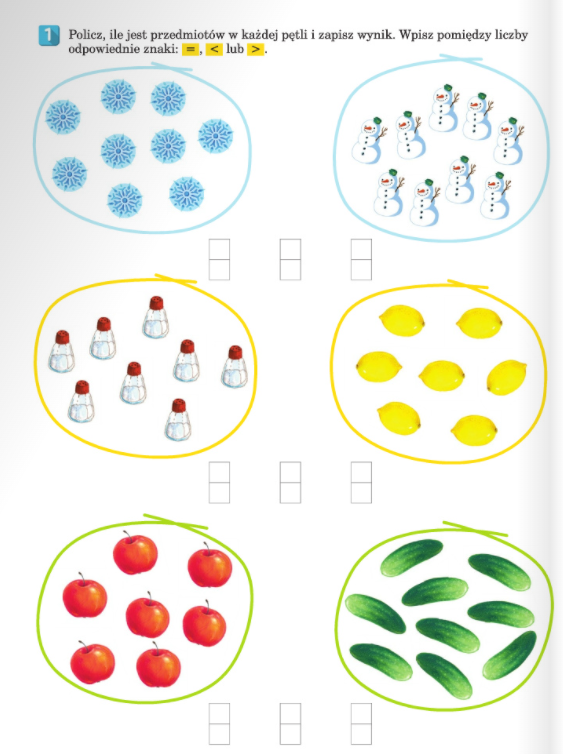 1 Policz, ile jest przedmiotów w każdej pętli i zapisz wynik. Wpisz pomiędzy liczby
odpowiednie znaki: =, < lub >.